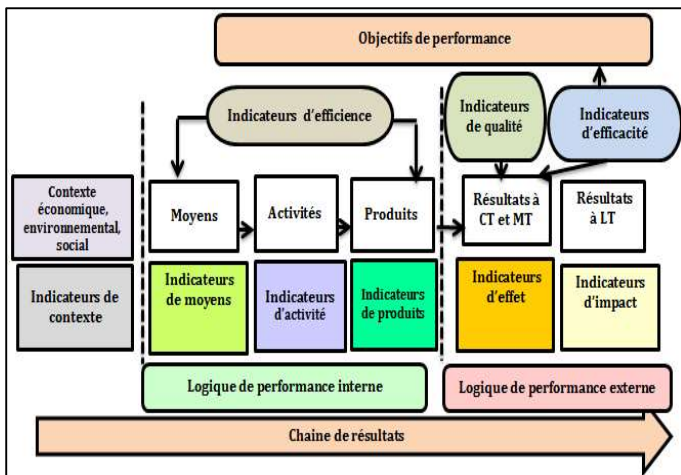 Objectifs de performance
Indicateurs d'efficience
Indicateurs
de qualité
Indicateurs
d'efficacité
Contexte
économique,
environnemental,
social
Moyens
Activités
Produits
Résultats à
CT et MT
Résultats
à LT
Indicateurs de
contexte
Indicateurs
de moyens
Indicateurs
d'activité
Indicateurs
de produits
Indicateurs
d'effet
Indicateurs
d'impact
Logique de performance interne
Logique de performance externe
Chaine de résultats